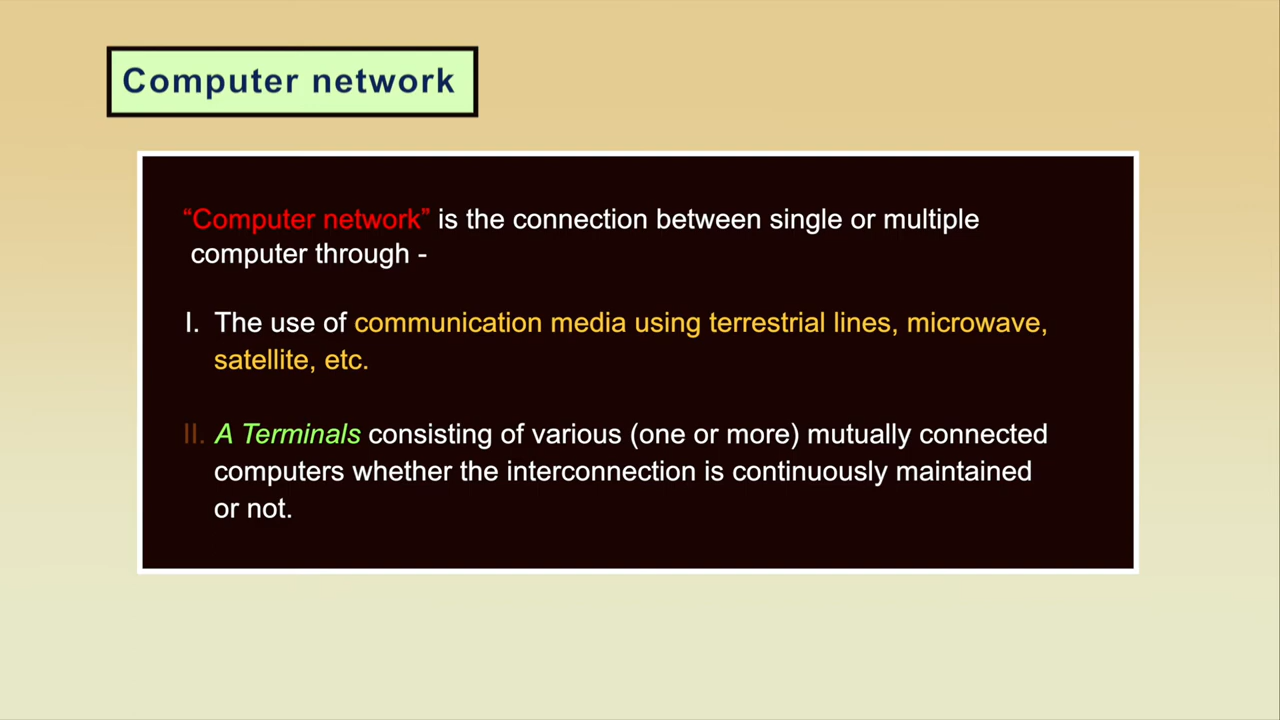 Computer network
“Computer network” is the connection between single or multiple
computer through -
I. The use of communication media using terrestrial lines, microwave,
satellite, etc.
II. A Terminals consisting of various (one or more) mutually connected
computers whether the interconnection is continuously maintained
or not.